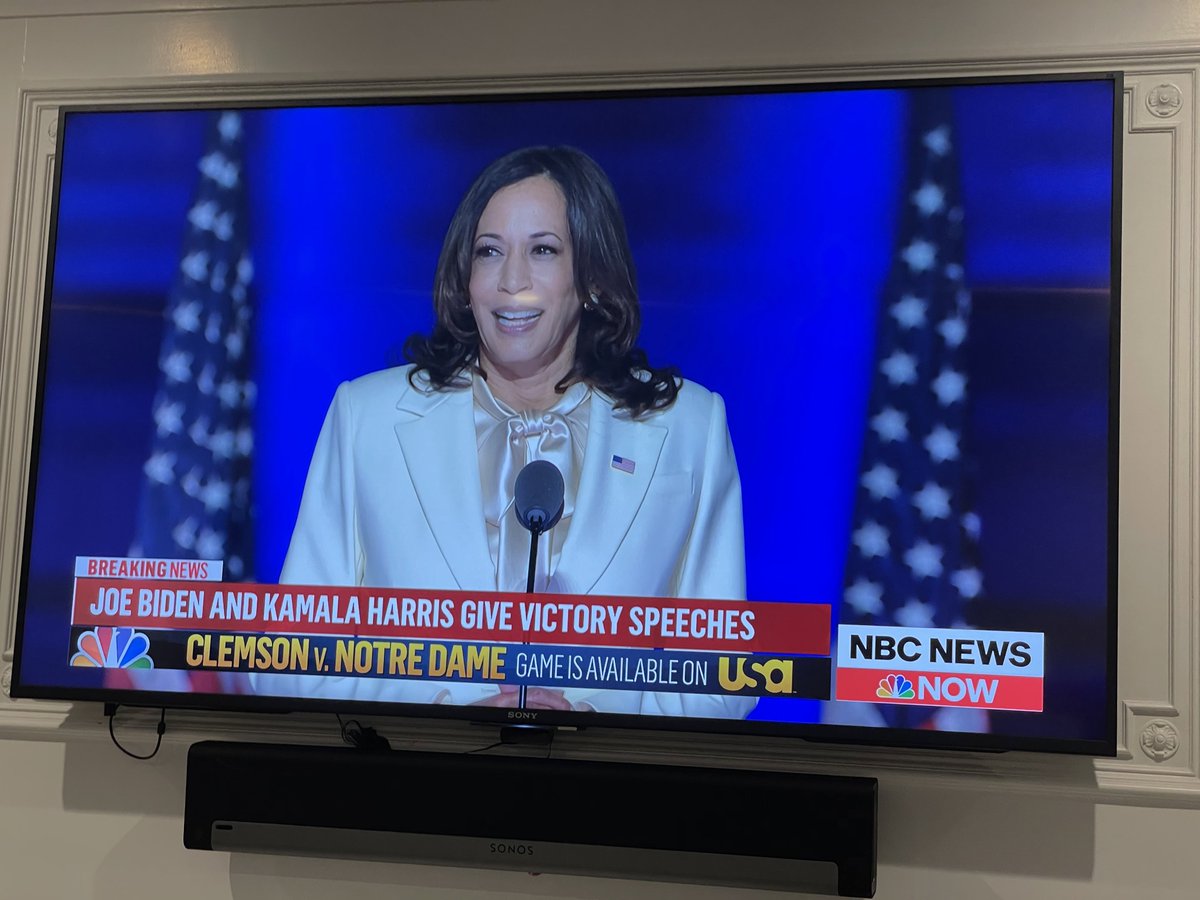 BREAKING NEWS
JOE BIDEN AND KAMALA HARRIS GIVE VICTORY SPEECHES
CLEMSON V. NOTRE DAME GAME IS AVAILABLE ON USA
NBC NEWS
NOW
SONY
SONOS